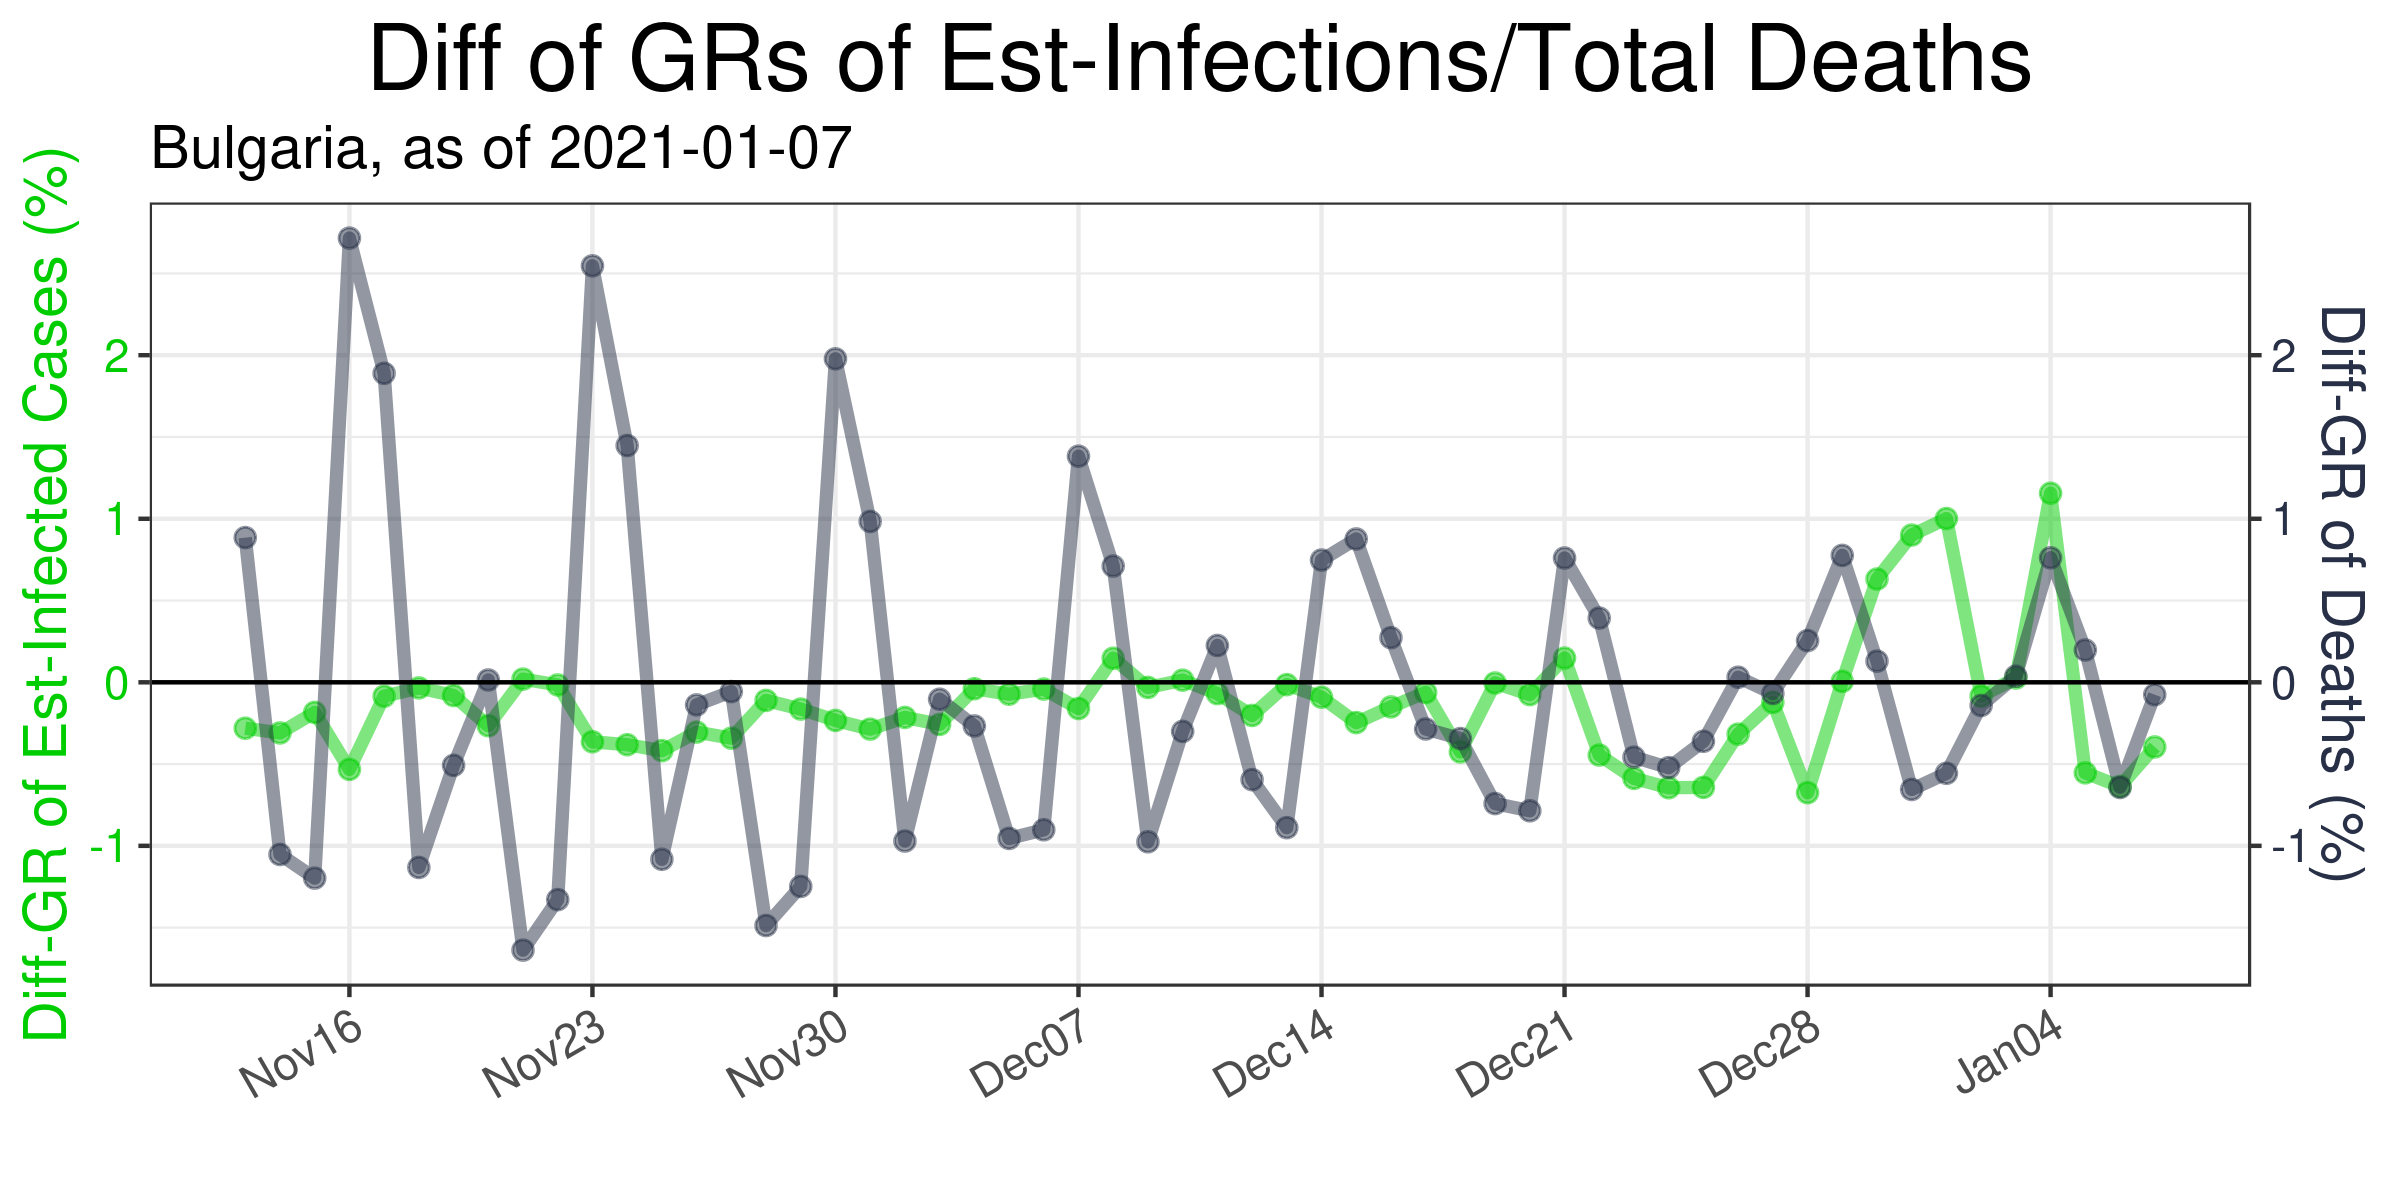 Diff of GRs of Est-Infections/Total Deaths
Bulgaria, as of 2021-01-07
Diff-GR of Est-Infected Cases (%)
2
1
0
-1
2
1
0
-1
Diff-GR of Deaths (%)
Nov16
Nov23
Nov30
Dec07
Dec14
Dec21
Dec28
Jan04